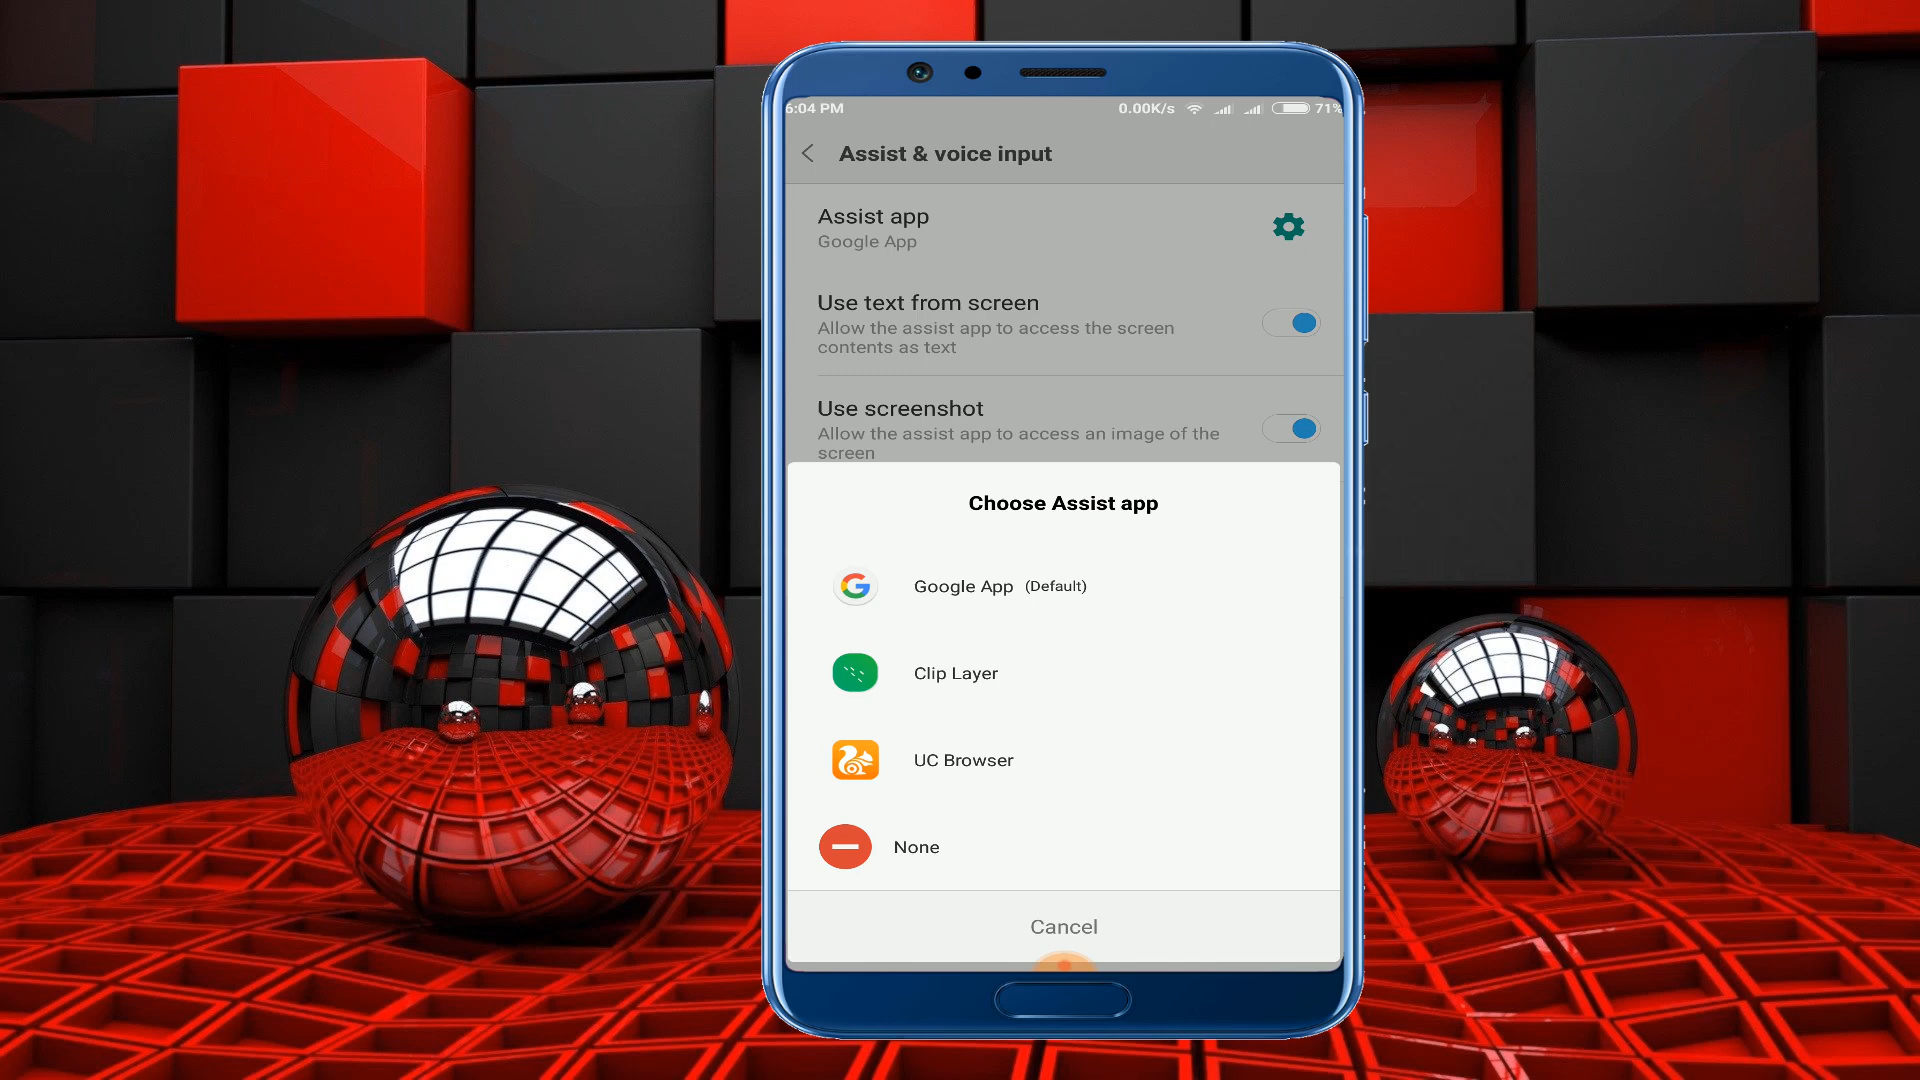 6:04 PM 0.00K/s 71%
Assist & voice input
Assist app
Google App
Use text from screen
Allow the assist app to access the screen
contents as text
Use screenshot
Allow the assist app to access an image of the
screen
Choose Assist app
Google App (Default)
Clip Layer
UC Browser
None
Cancel